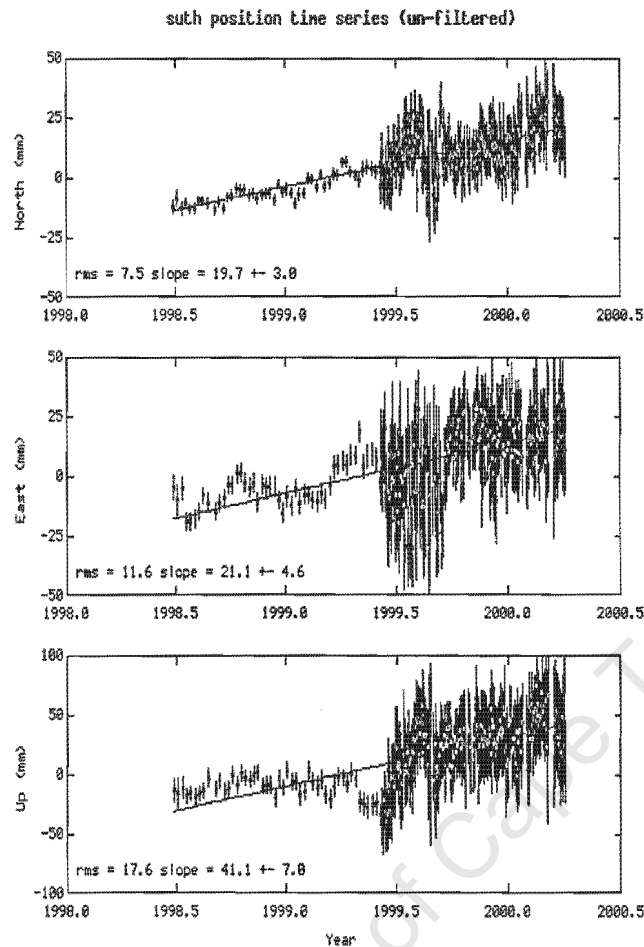 suth position time series (un-filtered)
50
25
0
-25
-50
North (mm)
rms = 7.5 slope = 19.7 +- 3.0
1998.0 1998.5 1999.0 1999.5 2000.0 2000.5
50
25
0
-25
-50
East (mm)
rms = 11.6 slope = 21.1 +- 4.6
1998.0 1998.5 1999.0 1999.5 2000.0 2000.5
100
50
0
-50
-100
Up (mm)
rms = 17.6 slope = 41.1 +- 7.0
1998.0 1998.5 1999.0 1999.5 2000.0 2000.5
Year
of Cape T